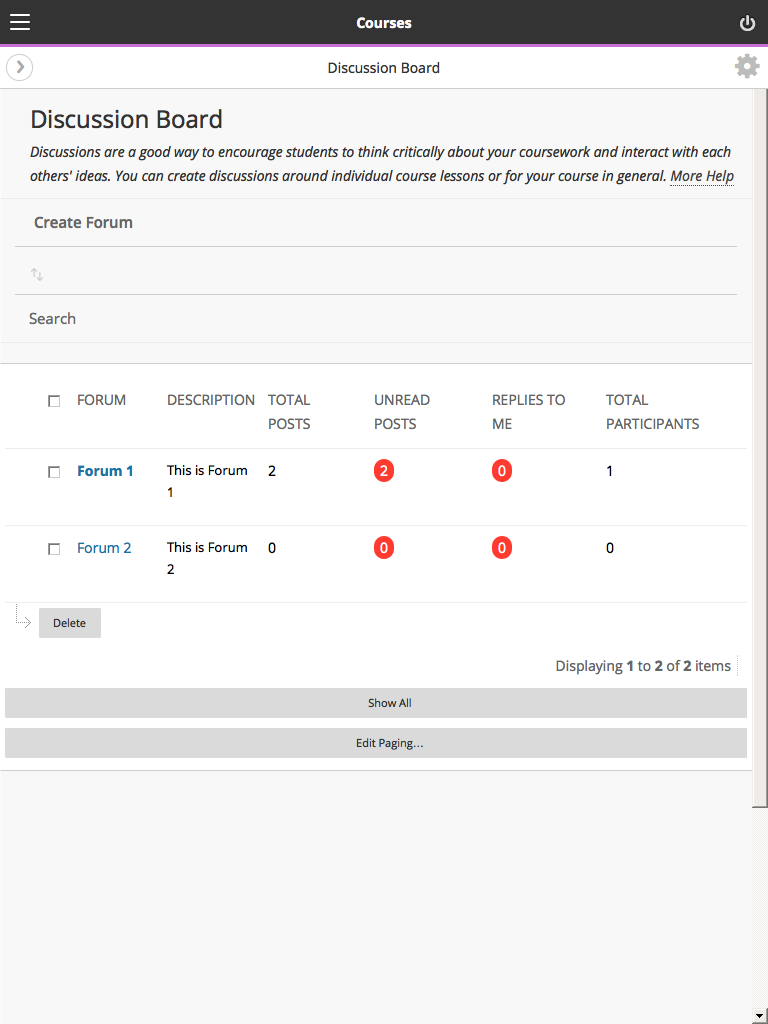 Courses
Discussion Board
Discussion Board
Discussions are a good way to encourage students to think critically about your coursework and interact with each
others' ideas. You can create discussions around individual course lessons or for your course in general. More Help
Create Forum
Search
FORUM DESCRIPTION TOTAL POSTS UNREAD POSTS REPLIES TO ME TOTAL PARTICIPANTS
Forum 1 This is Forum 1 2 2 0 1
Forum 2 This is Forum 2 0 0 0 0
Delete
Displaying 1 to 2 of 2 items
Show All
Edit Paging...